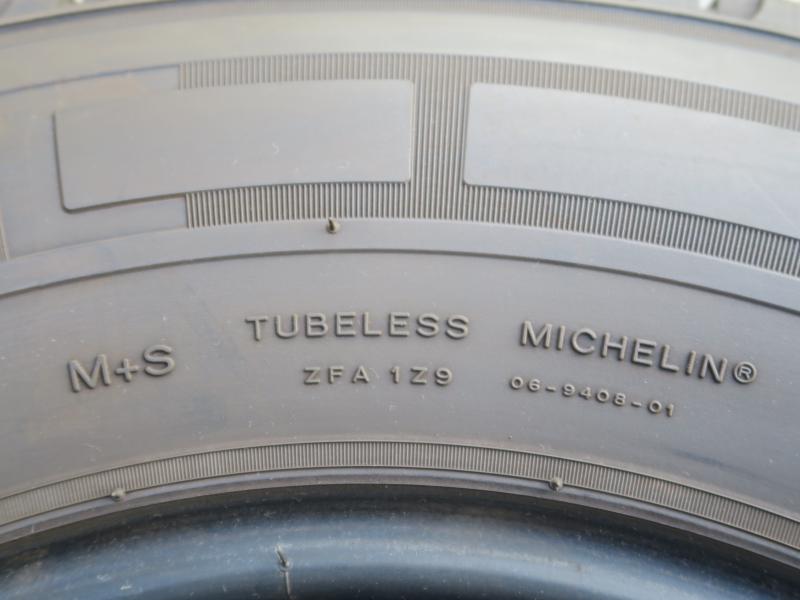 M+S
TUBELESS MICHELIN®
ZFA 1Z9 06-9408-01